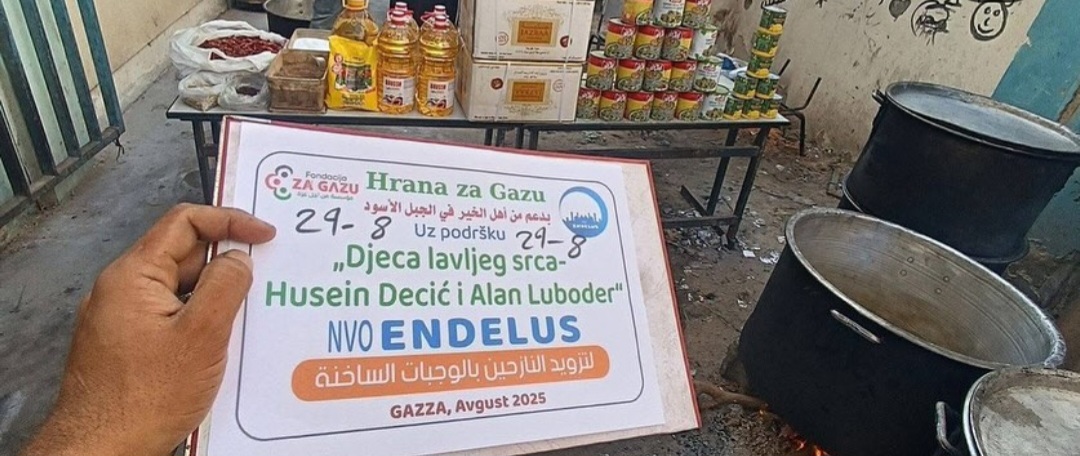 Fondacija
ZA GAZU
Hrana za Gazu
بدعم من أهل الخير في الجبل الأسود
29-8
Uz podršku
29-8
„Djeca lavljeg srca-
Husein Decić i Alan Luboder“
NVO ENDELUS
لتزويد النازحين بالوجبات الساخنة
GAZZA, Avgust 2025